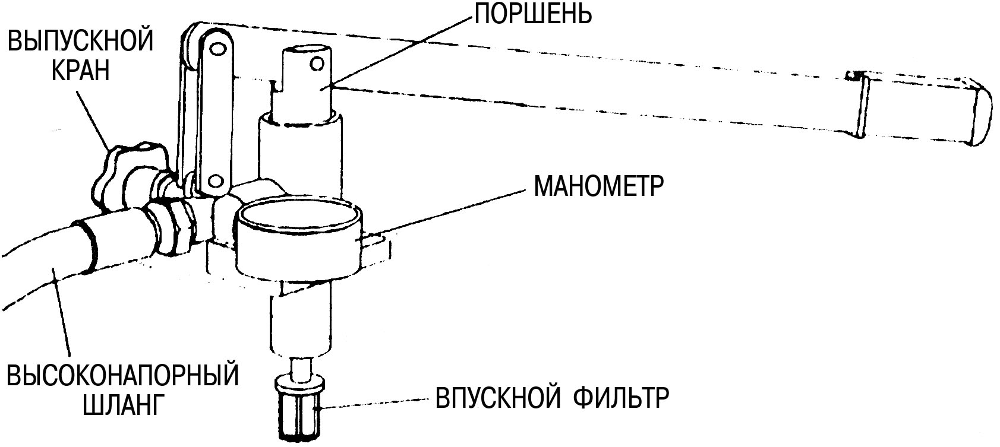 ПОРШЕНЬ
ВЫПУСКНОЙ
КРАН
МАНОМЕТР
ВЫСОКОНАПОРНЫЙ
ШЛАНГ
ВПУСКНОЙ ФИЛЬТР